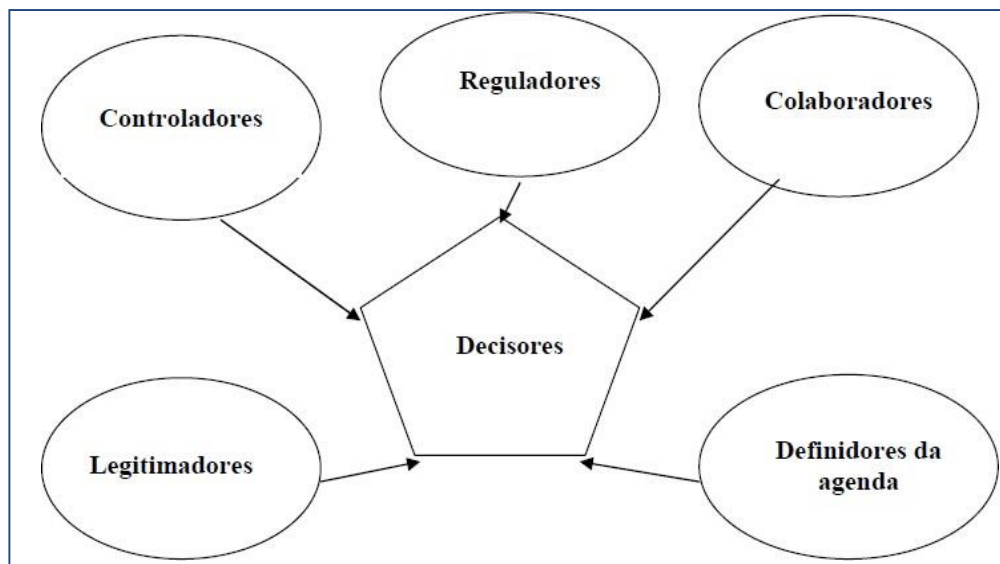 Controladores
Reguladores
Colaboradores
Decisores
Legitimadores
Definidores da
agenda